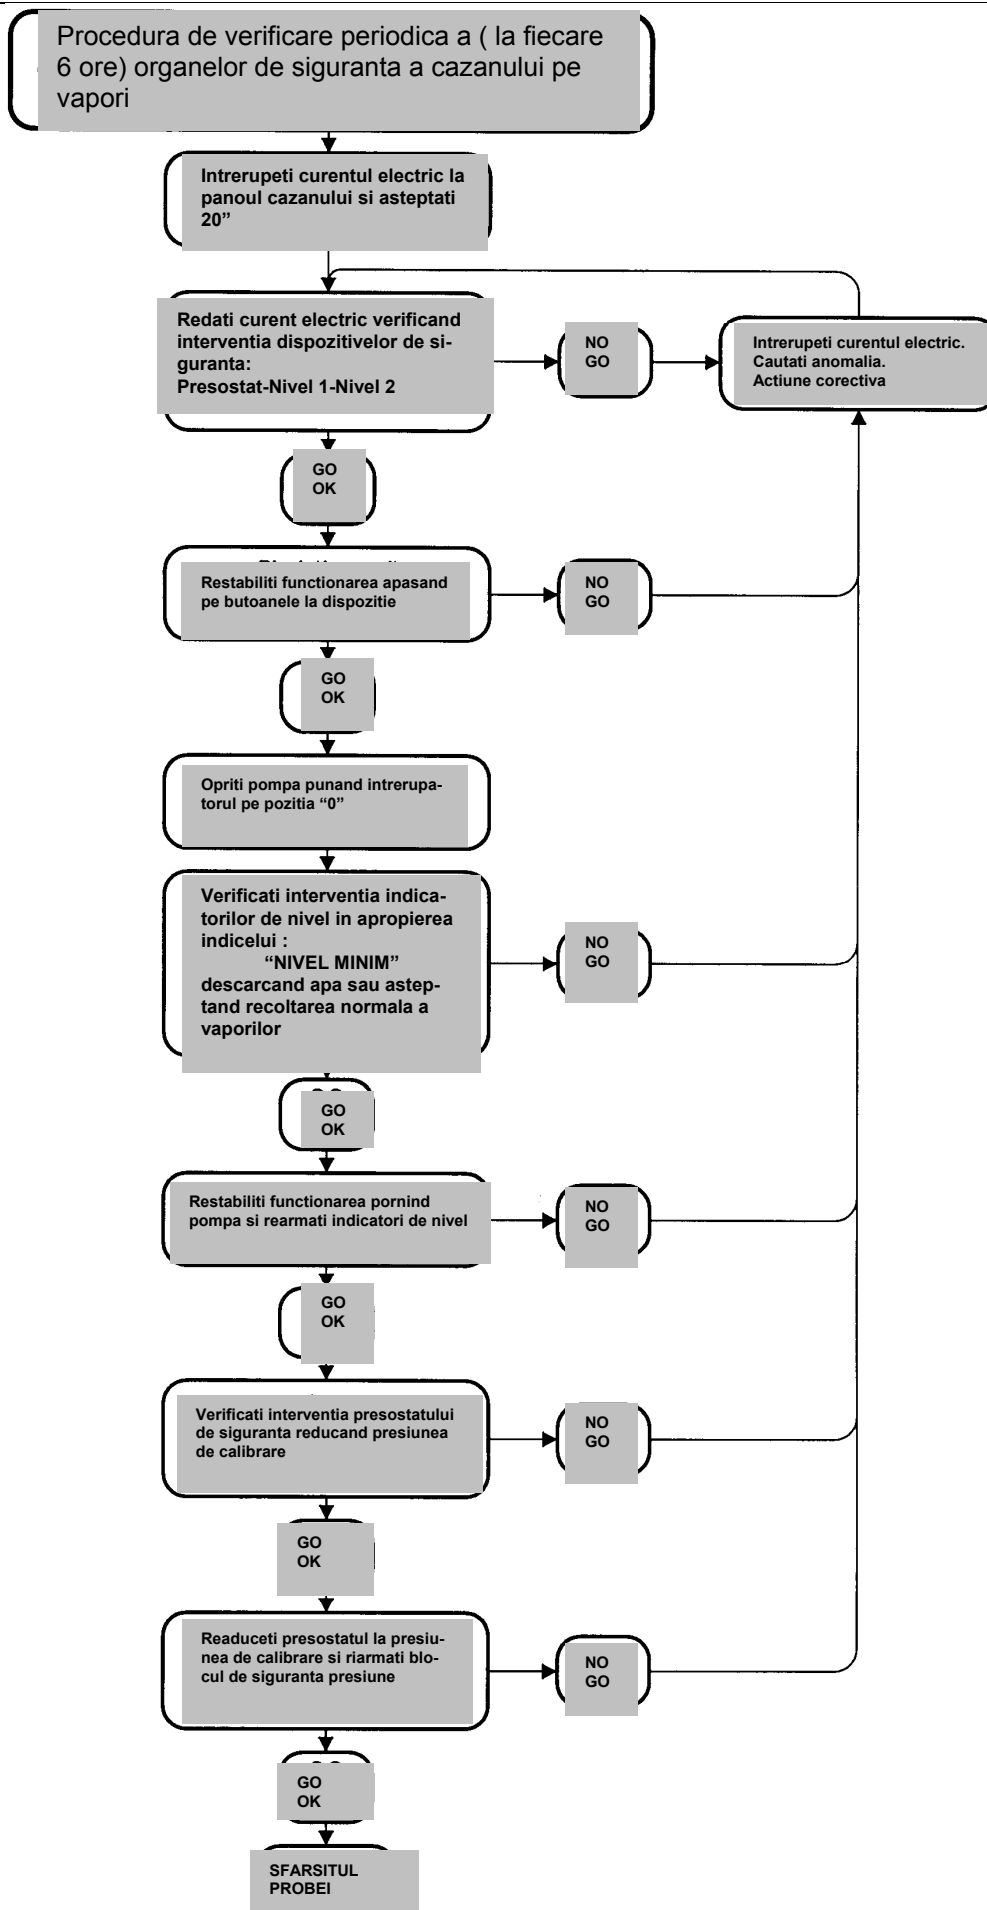 Procedura de verificare periodica a ( la fiecare
6 ore) organelor de siguranta a cazanului pe
vapori
Intrerupeti curentul electric la
panoul cazanului si asteptati
20”
Redati curent electric verificand
interventia dispozitivelor de si-
guranta:
Presostat-Nivel 1-Nivel 2
NO
GO
Intrerupeti curentul electric.
Cautati anomalia.
Actiune corectiva
GO
OK
Restabiliti functionarea apasand
pe butoanele la dispozitie
NO
GO
GO
OK
Opriti pompa punand intrerupa-
torul pe pozitia “0”
Verificati interventia indica-
torilor de nivel in apropierea
indicelui :
“NIVEL MINIM”
descarcand apa sau astep-
tand recoltarea normala a
vaporilor
NO
GO
GO
OK
Restabiliti functionarea pornind
pompa si rearmati indicatori de nivel
NO
GO
GO
OK
Verificati interventia presostatului
de siguranta reducand presiunea
de calibrare
NO
GO
GO
OK
Readuceti presostatul la presiu-
nea de calibrare si riarmati blo-
cul de siguranta presiune
NO
GO
GO
OK
SFARSITUL
PROBEI